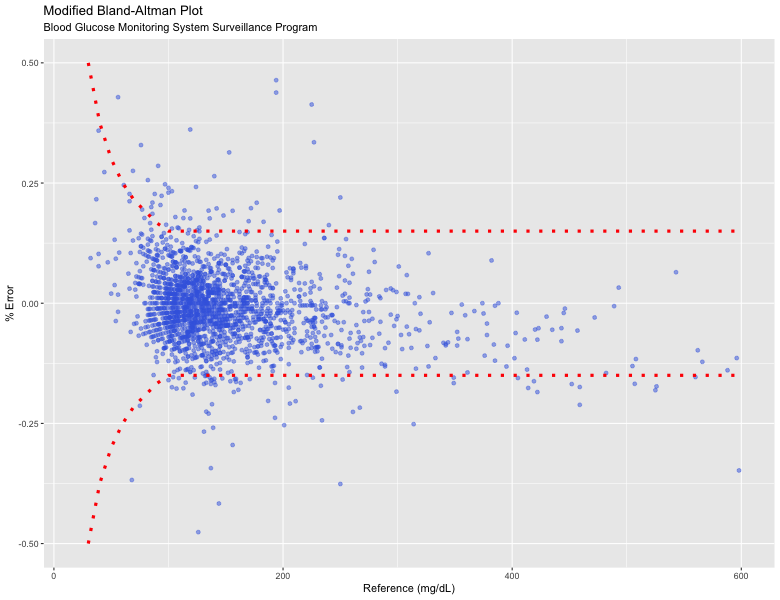 Modified Bland-Altman Plot
Blood Glucose Monitoring System Surveillance Program
% Error
0.50
0.25
0.00
-0.25
-0.50
0
200
400
600
Reference (mg/dL)